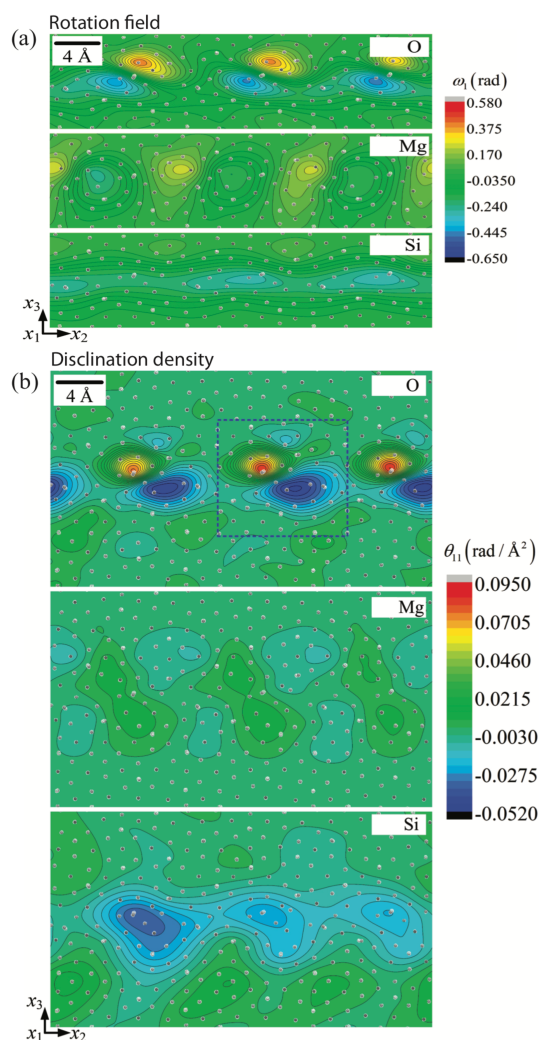 Rotation field
(a)
O
4 Å
ω₁ (rad)
0.580
0.375
0.170
-0.0350
-0.240
-0.445
-0.650
Mg
Si
x₃
x₁ x₂
Disclination density
(b)
O
4 Å
θ₁₁ (rad / Å²)
0.0950
0.0705
0.0460
0.0215
-0.0030
-0.0275
-0.0520
Mg
Si
x₃
x₁ x₂